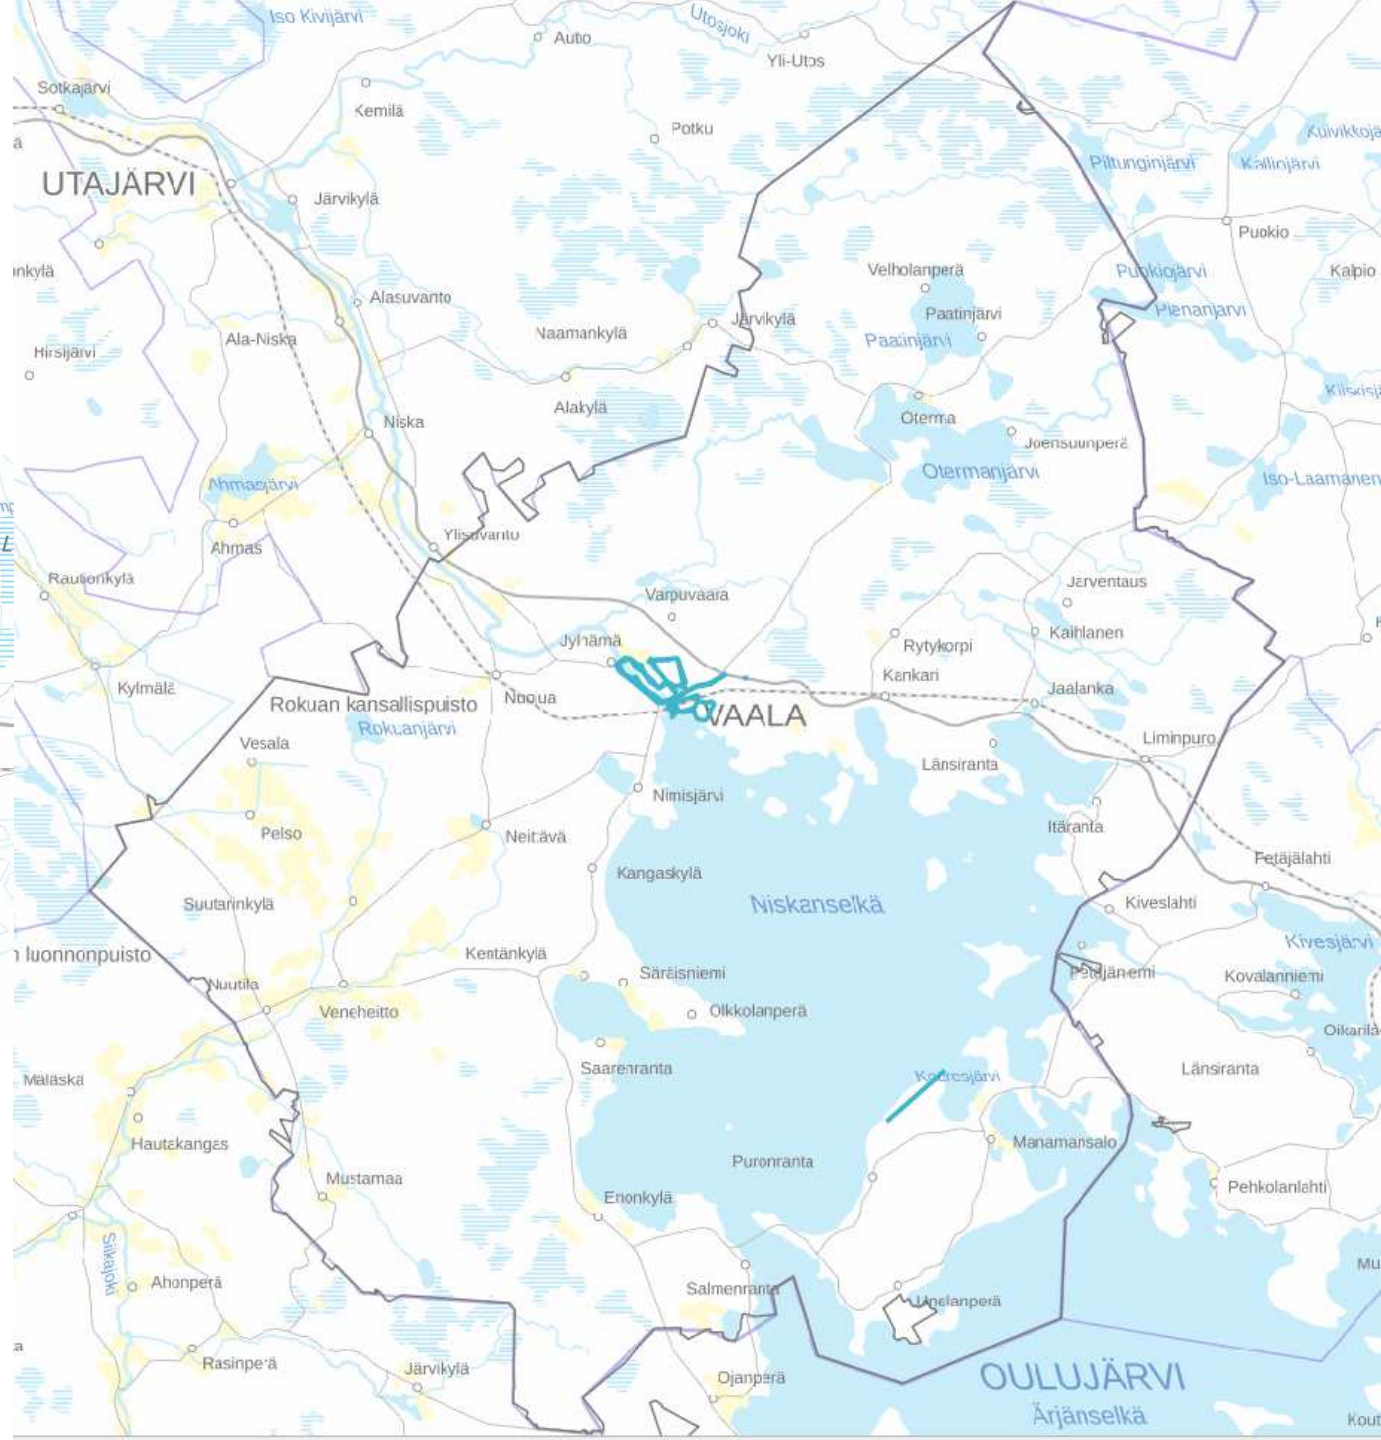 Iso Kivijärvi
Utosjoki
Autio
Yli-Utos
Sotkajärvi
Kemilä
Potku
Piltunginjärvi
Kallinjärvi
UTAJÄRVI
Järvikylä
Puokio
Velholanperä
Puokiojärvi
Kalpio
Alasuvanto
Pienanjärvi
Paatinjärvi
Järvikylä
Naamankylä
Ala-Niska
Paatinjärvi
Hirsijärvi
Alakylä
Oterma
Niska
Joensuunperä
Otermanjärvi
Iso-Laamanen
Ahmasjärvi
Ylisuvanto
Ahmas
Rautionkylä
Järventaus
Varpuvaara
Kaihlanen
Jylhämä
Rytykorpi
Kankari
Kylmälä
Jaalanka
Nuojua
Rokuan kansallispuisto
VAALA
Rokuanjärvi
Liminpuro
Vesala
Länsiranta
Nimisjärvi
Itäranta
Pelso
Neittävä
Petäjälahti
Kangaskylä
Suutarinkylä
Niskanselkä
Kiveslahti
Kivesjärvi
luonnonpuisto
Kentänkylä
Säräisniemi
Petäjäniemi
Kovalanniemi
Nuutila
Veneheitto
Olkkolanperä
Oikarila
Saarenranta
Länsiranta
Mäläskä
Hautakangas
Manamansalo
Puronranta
Mustamaa
Pehkolanlahti
Enonkylä
Siikajoki
Ahonperä
Salmenranta
Rasinperä
Järvikylä
Ojanperä
OULUJÄRVI
Ärjänselkä